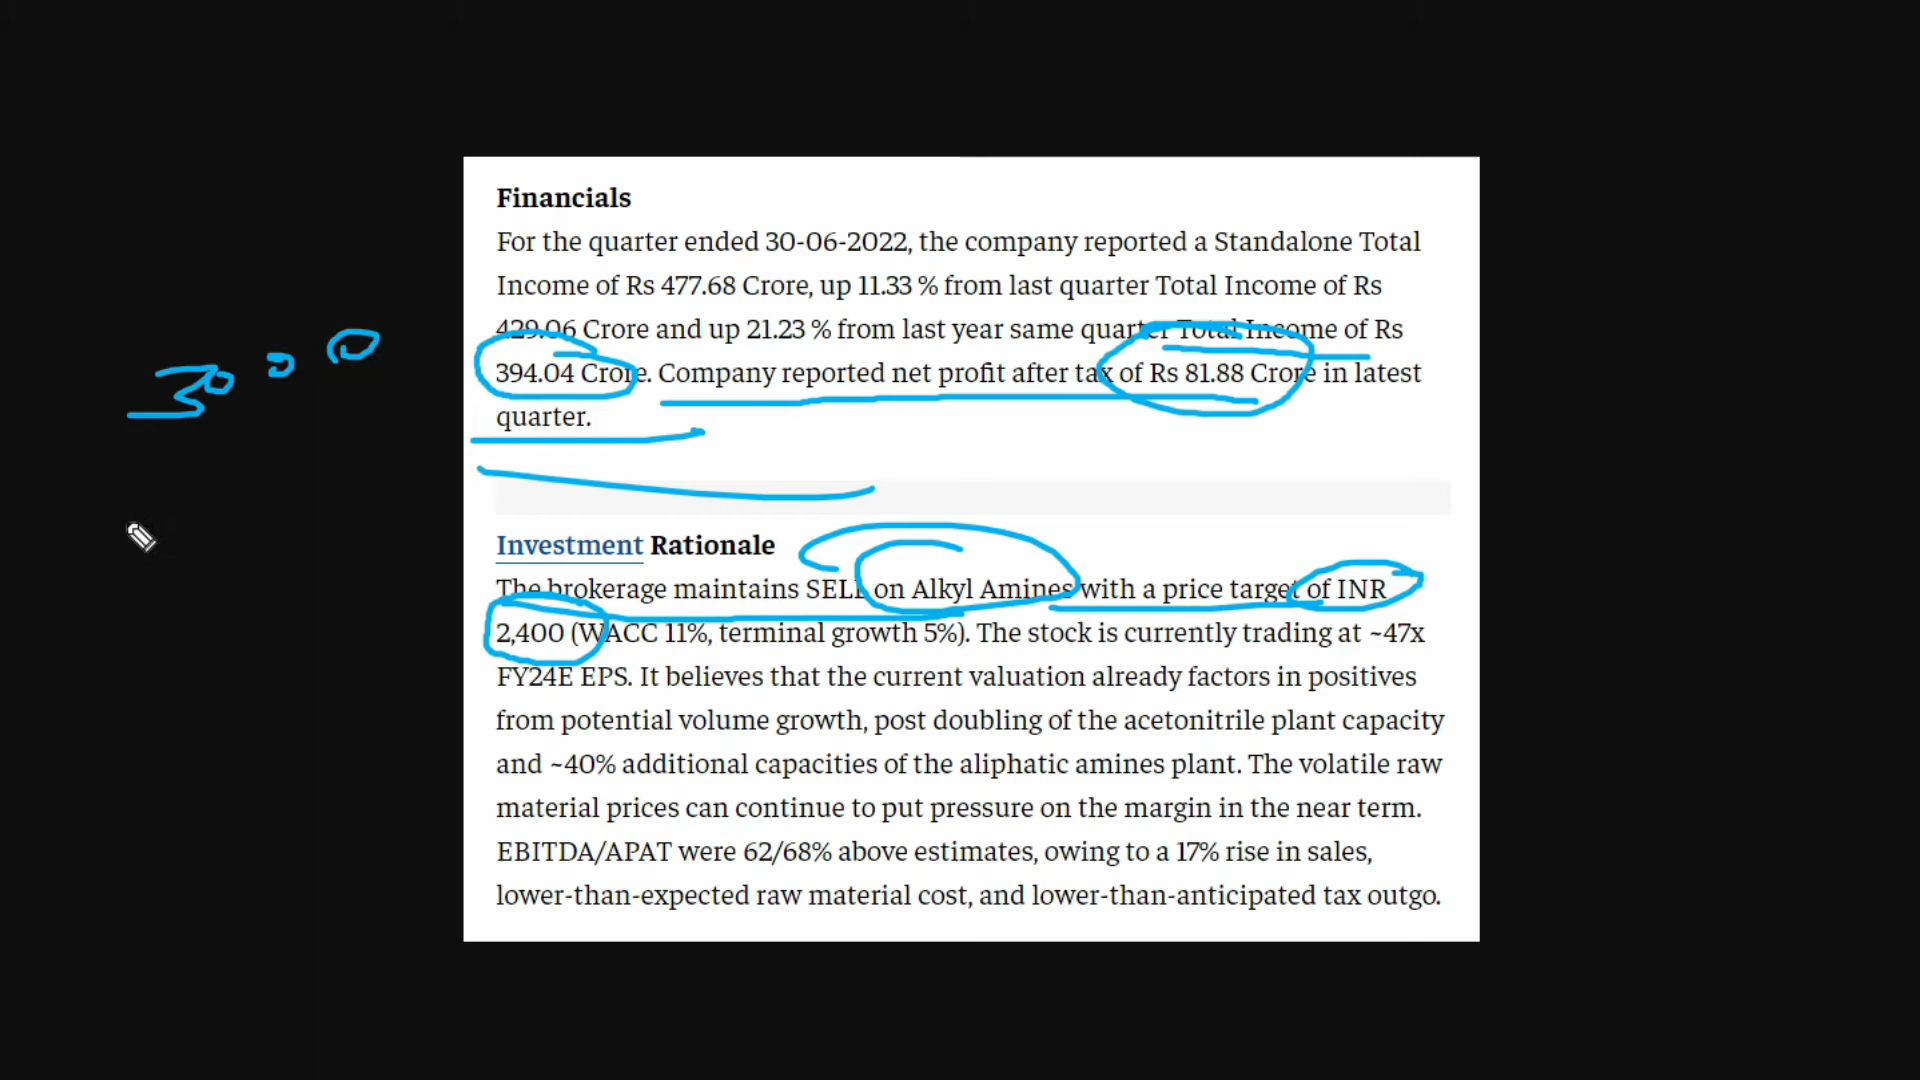 Financials
For the quarter ended 30-06-2022, the company reported a Standalone Total
Income of Rs 477.68 Crore, up 11.33 % from last quarter Total Income of Rs
429.06 Crore and up 21.23 % from last year same quarter Total Income of Rs
394.04 Crore. Company reported net profit after tax of Rs 81.88 Crore in latest
quarter.
3000
Investment Rationale
The brokerage maintains SELL on Alkyl Amines with a price target of INR
2,400 (WACC 11%, terminal growth 5%). The stock is currently trading at ~47x
FY24E EPS. It believes that the current valuation already factors in positives
from potential volume growth, post doubling of the acetonitrile plant capacity
and ~40% additional capacities of the aliphatic amines plant. The volatile raw
material prices can continue to put pressure on the margin in the near term.
EBITDA/APAT were 62/68% above estimates, owing to a 17% rise in sales,
lower-than-expected raw material cost, and lower-than-anticipated tax outgo.